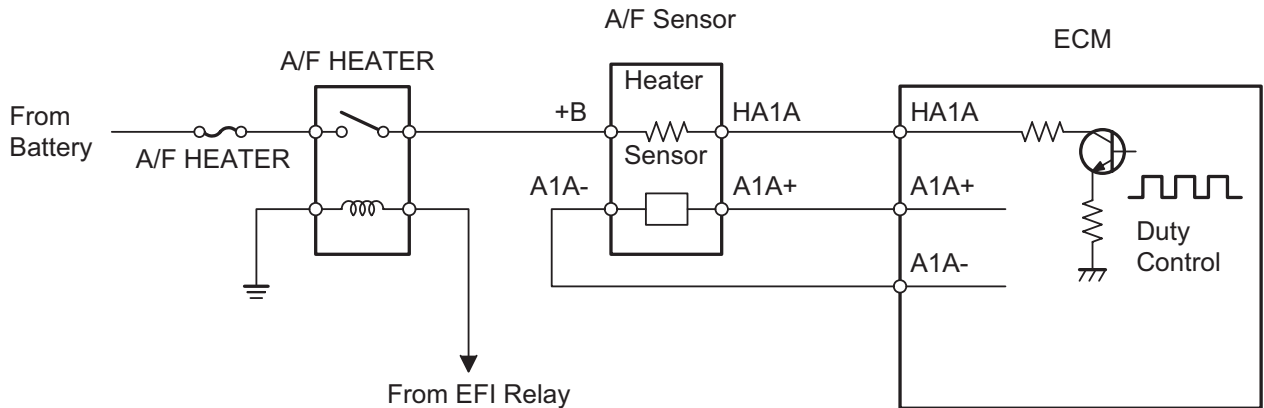 A/F Sensor
ECM
A/F HEATER
Heater
From
Battery
+B
HA1A
HA1A
A/F HEATER
Sensor
A1A-
A1A+
A1A+
Duty
Control
A1A-
From EFI Relay